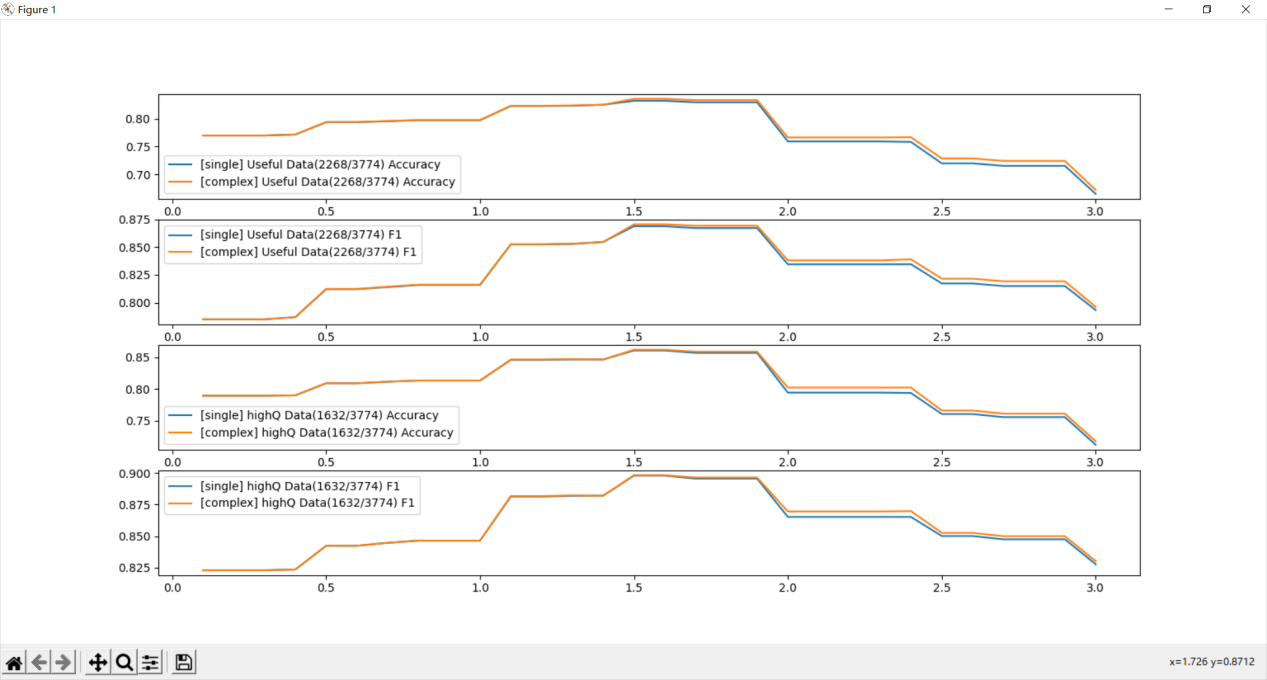 Figure 1
0.80
0.75
0.70
[single] Useful Data(2268/3774) Accuracy
[complex] Useful Data(2268/3774) Accuracy
0.0 0.5 1.0 1.5 2.0 2.5 3.0
0.875
0.850
0.825
0.800
[single] Useful Data(2268/3774) F1
[complex] Useful Data(2268/3774) F1
0.0 0.5 1.0 1.5 2.0 2.5 3.0
0.85
0.80
0.75
[single] highQ Data(1632/3774) Accuracy
[complex] highQ Data(1632/3774) Accuracy
0.0 0.5 1.0 1.5 2.0 2.5 3.0
0.900
0.875
0.850
0.825
[single] highQ Data(1632/3774) F1
[complex] highQ Data(1632/3774) F1
0.0 0.5 1.0 1.5 2.0 2.5 3.0
x=1.726 y=0.8712